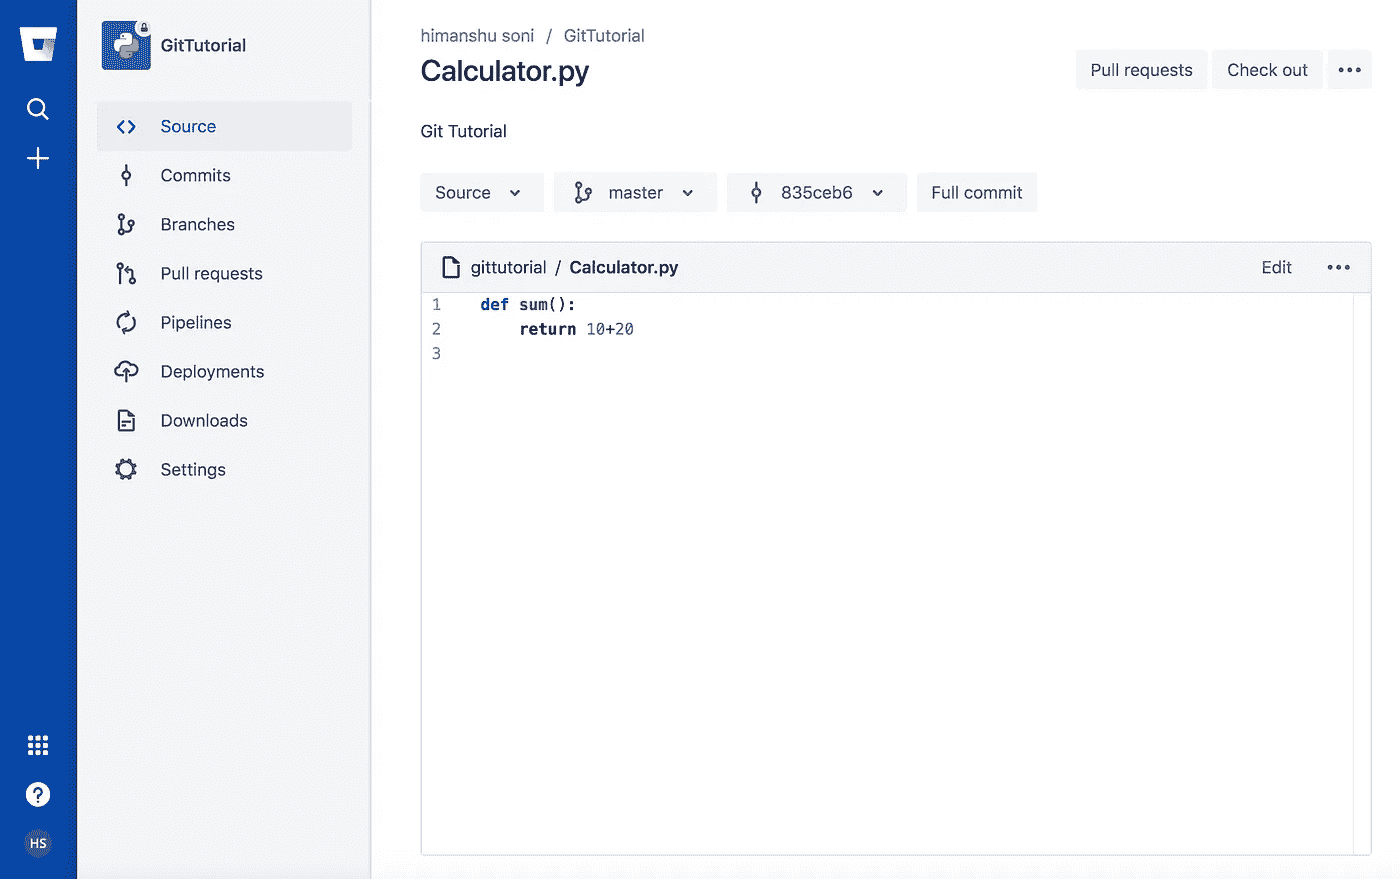 GitTutorial
Source
Commits
Branches
Pull requests
Pipelines
Deployments
Downloads
Settings
?
HS
himanshu soni / GitTutorial
Calculator.py
Pull requests Check out
Git Tutorial
Source master 835ceb6 Full commit
gittutorial / Calculator.py Edit
1 def sum():
2     return 10+20
3